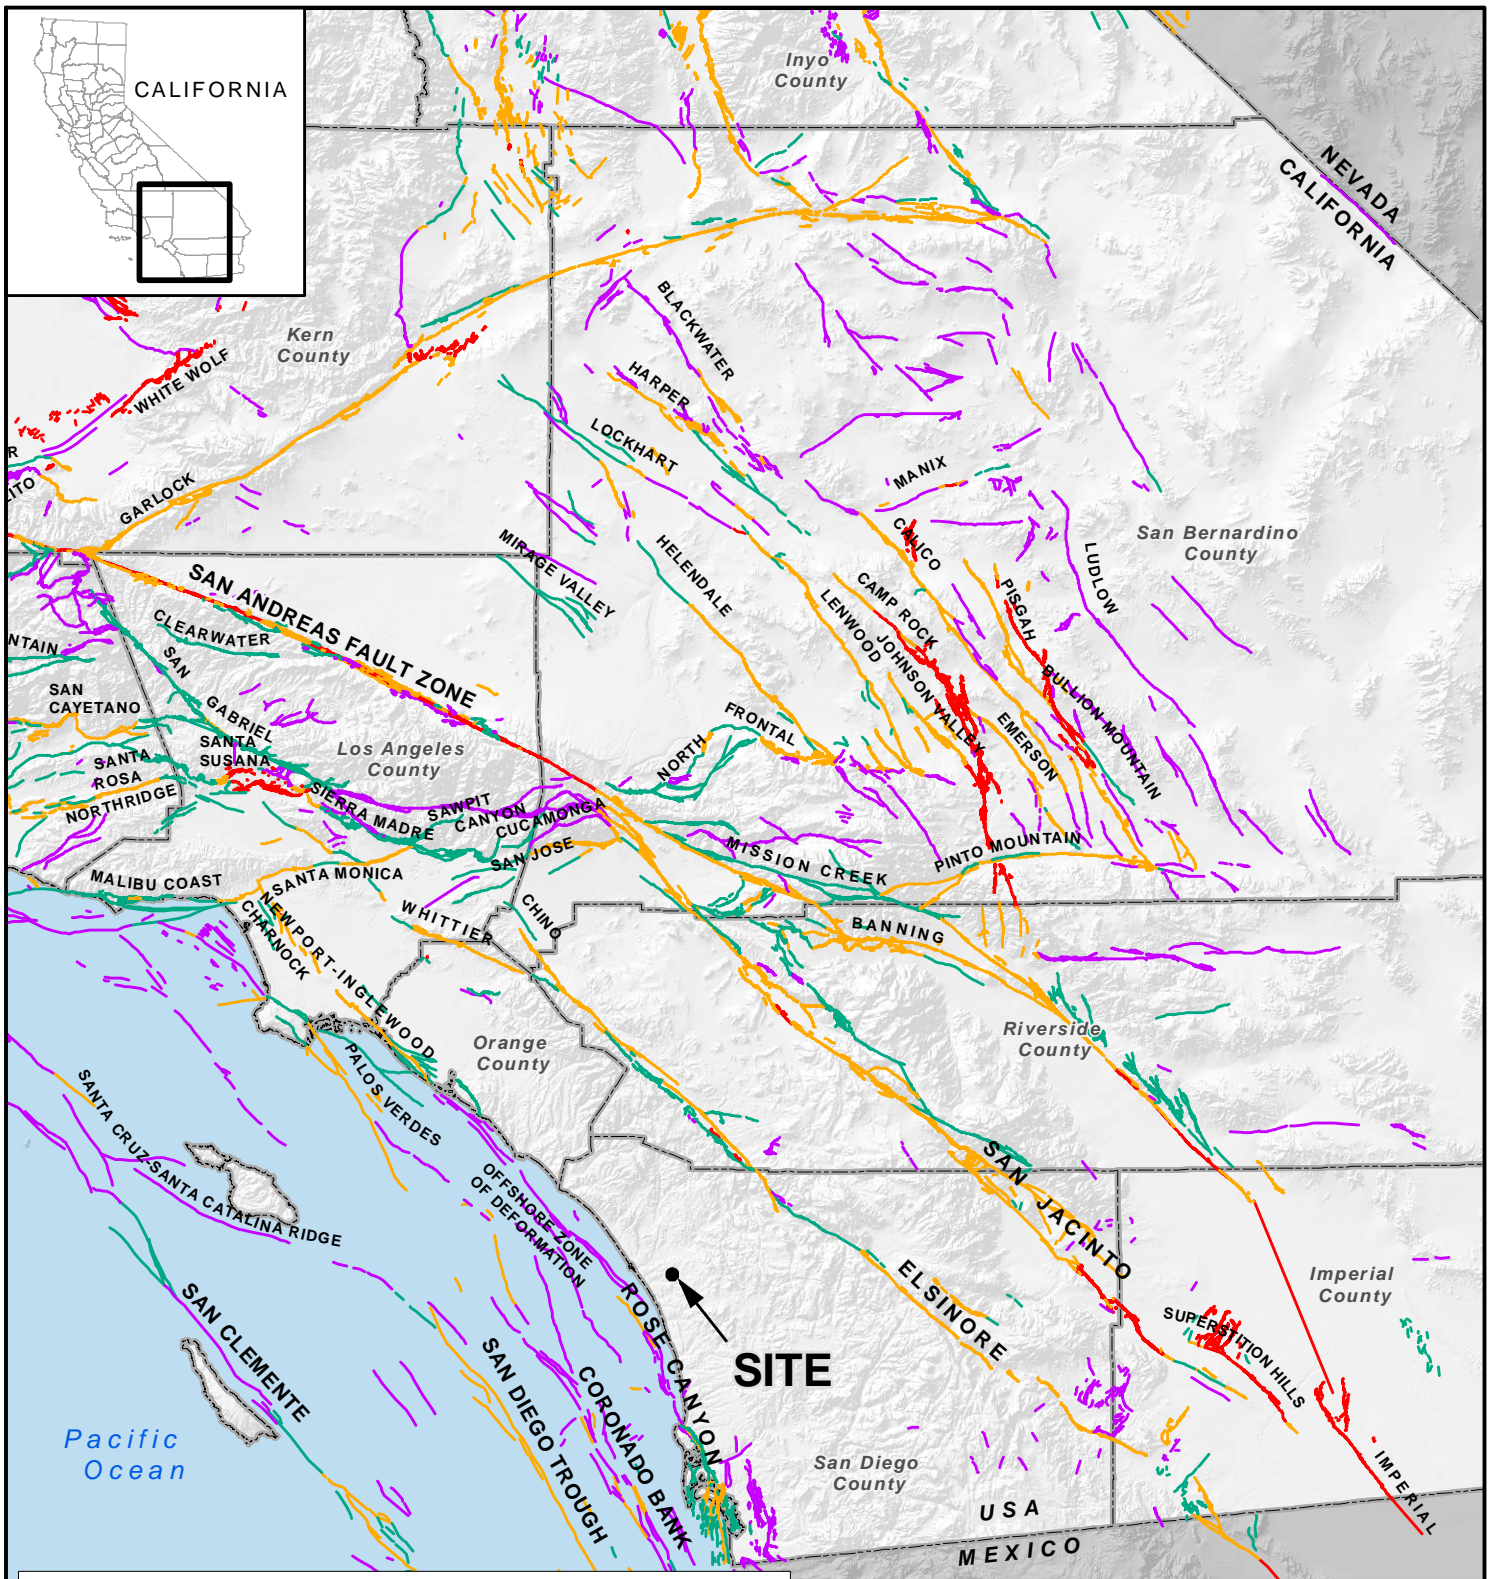 CALIFORNIA
Inyo
County
NEVADA
CALIFORNIA
Kern
County
BLACKWATER
WHITE WOLF
HARPER
LOCKHART
R
ITO
GARLOCK
MANIX
CALICO
San Bernardino
County
MIRAGE VALLEY
HELENDALE
LUDLOW
SAN ANDREAS FAULT ZONE
CAMP ROCK
PISGAH
LENWOOD
CLEARWATER
NTAIN
SAN
GABRIEL
JOHNSON VALLEY
BULLION MOUNTAIN
SAN
CAYETANO
EMERSON
FRONTAL
NORTH
SANTA
SUSANA
Los Angeles
County
SANTA
ROSA
NORTHRIDGE
SIERRA MADRE
SAWPIT
CANYON
CUCAMONGA
SAN JOSE
MISSION CREEK
PINTO MOUNTAIN
MALIBU COAST
SANTA MONICA
WHITTIER
CHINO
BANNING
CHARNOCK
NEWPORT-INGLEWOOD
Orange
County
Riverside
County
PALOS VERDES
SANTA CRUZ-SANTA CATALINA RIDGE
OFFSHORE ZONE
OF DEFORMATION
SAN JACINTO
ELSINORE
Imperial
County
SAN CLEMENTE
ROSE CANYON
SITE
SUPERSTITION HILLS
SAN DIEGO TROUGH
CORONADO BANK
IMPERIAL
Pacific
Ocean
San Diego
County
USA
MEXICO